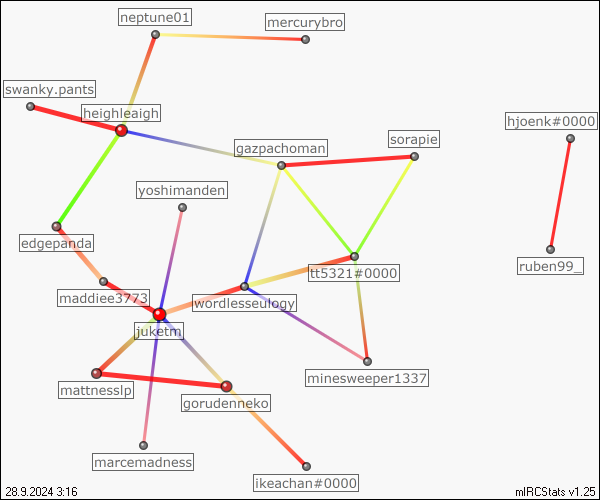 neptune01
mercurybro
swanky.pants
heighleaigh
hjoenk#0000
sorapie
gazpachoman
yoshimanden
edgepanda
ruben99_
tt5321#0000
maddiee3773
wordlesseulogy
juketm
minesweeper1337
mattnesslp
gorudenneko
marcemadness
ikeachan#0000
28.9.2024 3:16
mIRCStats v1.25